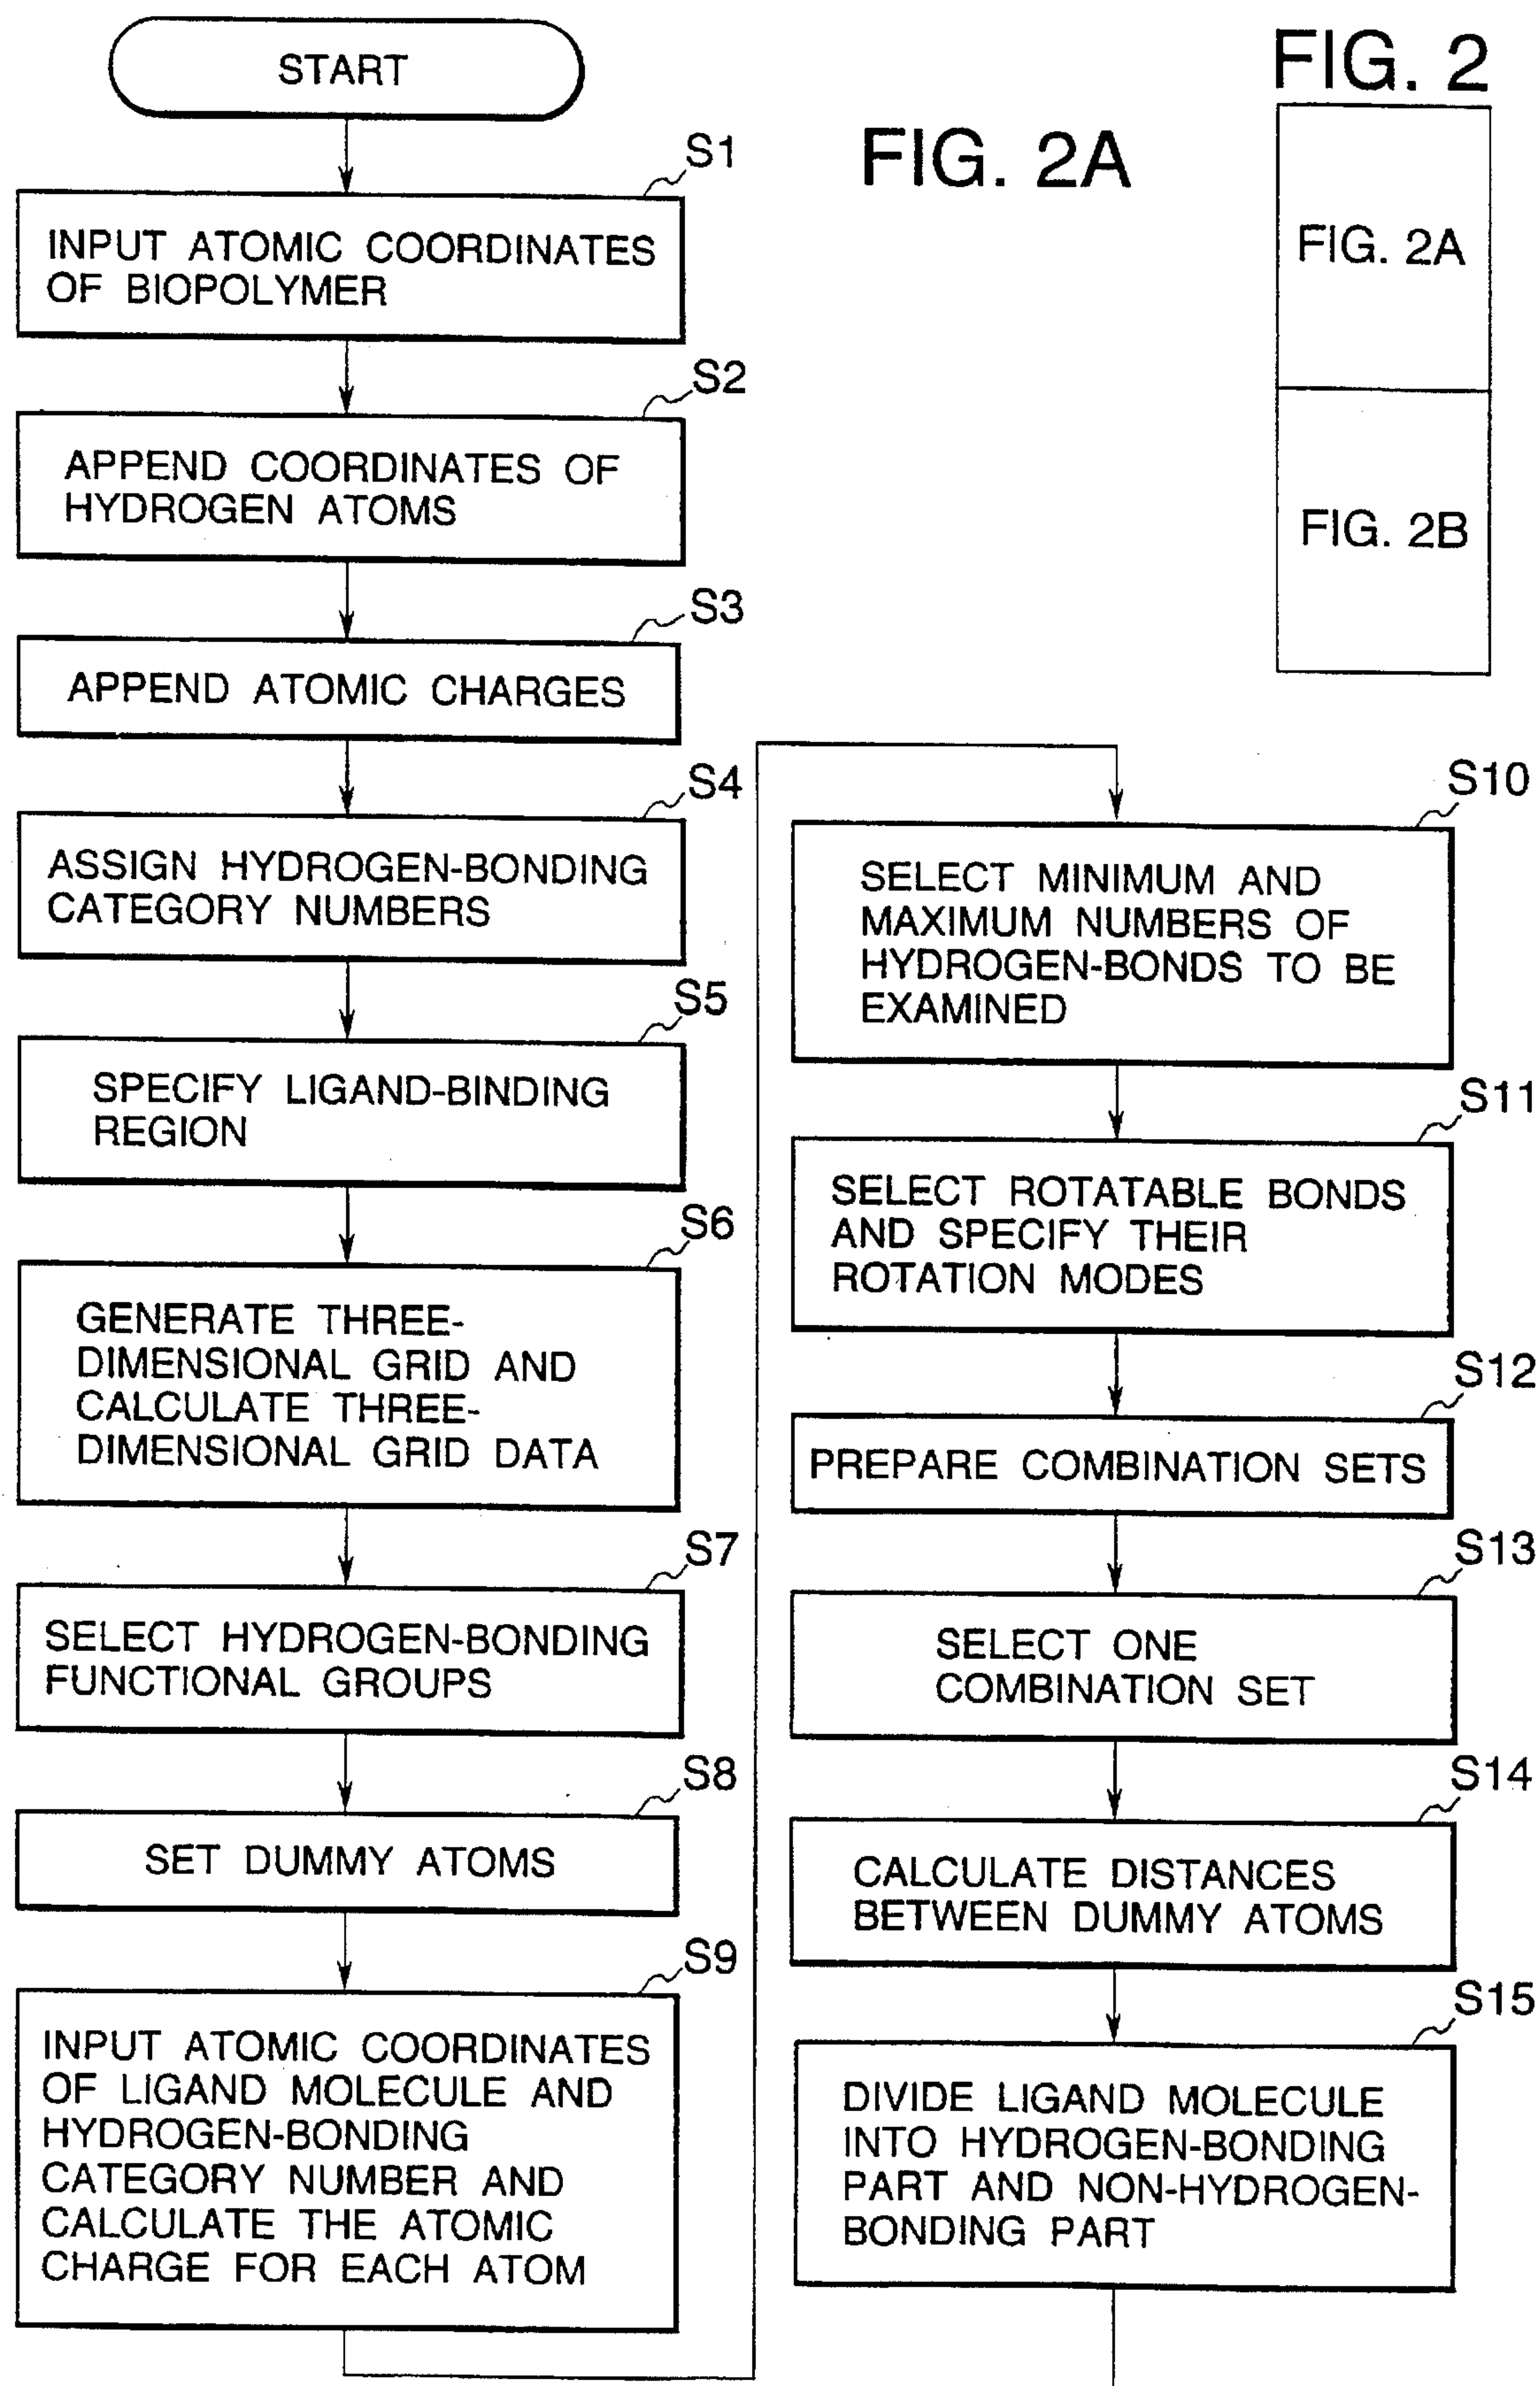 START
FIG. 2
FIG. 2A
FIG. 2A
FIG. 2B
S1
INPUT ATOMIC COORDINATES
OF BIOPOLYMER
S2
APPEND COORDINATES OF
HYDROGEN ATOMS
S3
APPEND ATOMIC CHARGES
S4
ASSIGN HYDROGEN-BONDING
CATEGORY NUMBERS
S5
SPECIFY LIGAND-BINDING
REGION
S6
GENERATE THREE-
DIMENSIONAL GRID AND
CALCULATE THREE-
DIMENSIONAL GRID DATA
S7
SELECT HYDROGEN-BONDING
FUNCTIONAL GROUPS
S8
SET DUMMY ATOMS
S9
INPUT ATOMIC COORDINATES
OF LIGAND MOLECULE AND
HYDROGEN-BONDING
CATEGORY NUMBER AND
CALCULATE THE ATOMIC
CHARGE FOR EACH ATOM
S10
SELECT MINIMUM AND
MAXIMUM NUMBERS OF
HYDROGEN-BONDS TO BE
EXAMINED
S11
SELECT ROTATABLE BONDS
AND SPECIFY THEIR
ROTATION MODES
S12
PREPARE COMBINATION SETS
S13
SELECT ONE
COMBINATION SET
S14
CALCULATE DISTANCES
BETWEEN DUMMY ATOMS
S15
DIVIDE LIGAND MOLECULE
INTO HYDROGEN-BONDING
PART AND NON-HYDROGEN-
BONDING PART